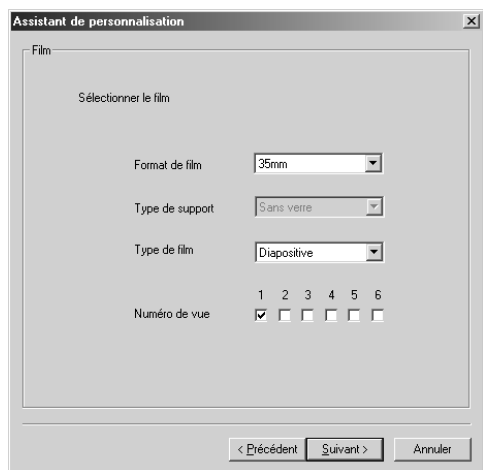 Assistant de personnalisation
Film
Sélectionner le film
Format de film 35mm
Type de support Sans verre
Type de film Diapositive
1 2 3 4 5 6
Numéro de vue
< Précédent Suivant > Annuler